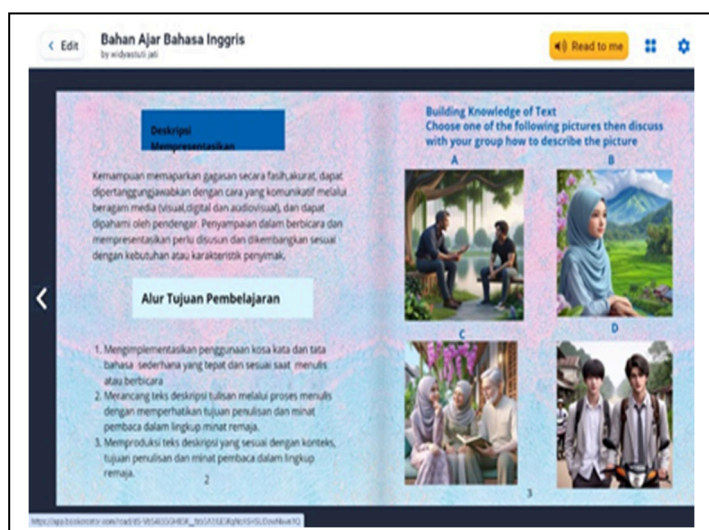 Edit
Bahan Ajar Bahasa Inggris
by widyastuti jati
Read to me
Deskripsi
Mempresentasikan
Kemampuan memaparkan gagasan secara fasih,akurat, dapat
dipertanggungjawabkan dengan cara yang komunikatif melalui
beragam media (visual,digital dan audiovisual), dan dapat
dipahami oleh pendengar. Penyampaian dalam berbicara dan
mempresentasikan perlu disusun dan dikembangkan sesuai
dengan kebutuhan atau karakteristik penyimak.
Alur Tujuan Pembelajaran
1. Mengimplementasikan penggunaan kosa kata dan tata
bahasa sederhana yang tepat dan sesuai saat menulis
atau berbicara
2. Merancang teks deskripsi tulisan melalui proses menulis
dengan memperhatikan tujuan penulisan dan minat
pembaca dalam lingkup minat remaja.
3. Memproduksi teks deskripsi yang sesuai dengan konteks,
tujuan penulisan dan minat pembaca dalam lingkup
remaja.
2
Building Knowledge of Text
Choose one of the following pictures then discuss
with your group how to describe the picture
A
B
C
D
3